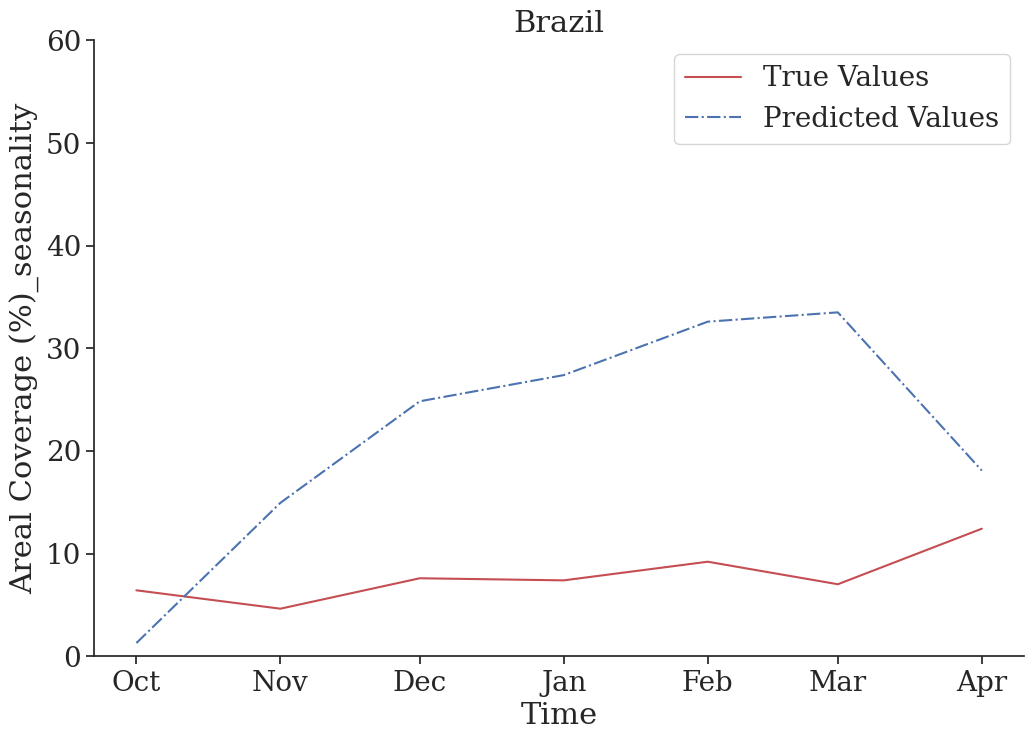 Brazil
True Values
Predicted Values
Areal Coverage (%)_seasonality
60
50
40
30
20
10
0
Oct Nov Dec Jan Feb Mar Apr
Time